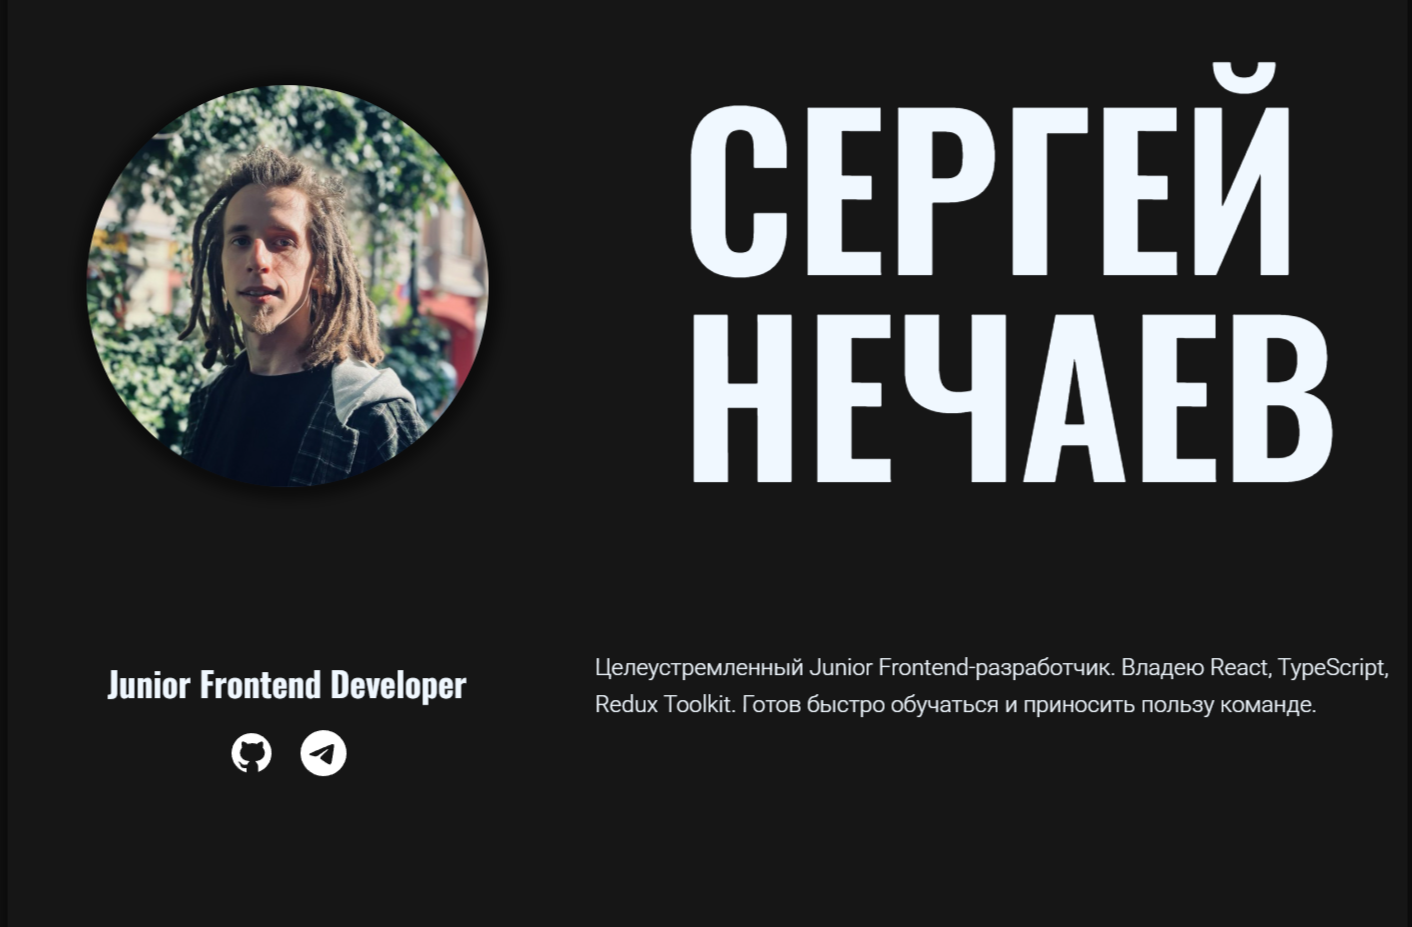 СЕРГЕЙ
НЕЧАЕВ
Junior Frontend Developer
Целеустремленный Junior Frontend-разработчик. Владею React, TypeScript,
Redux Toolkit. Готов быстро обучаться и приносить пользу команде.